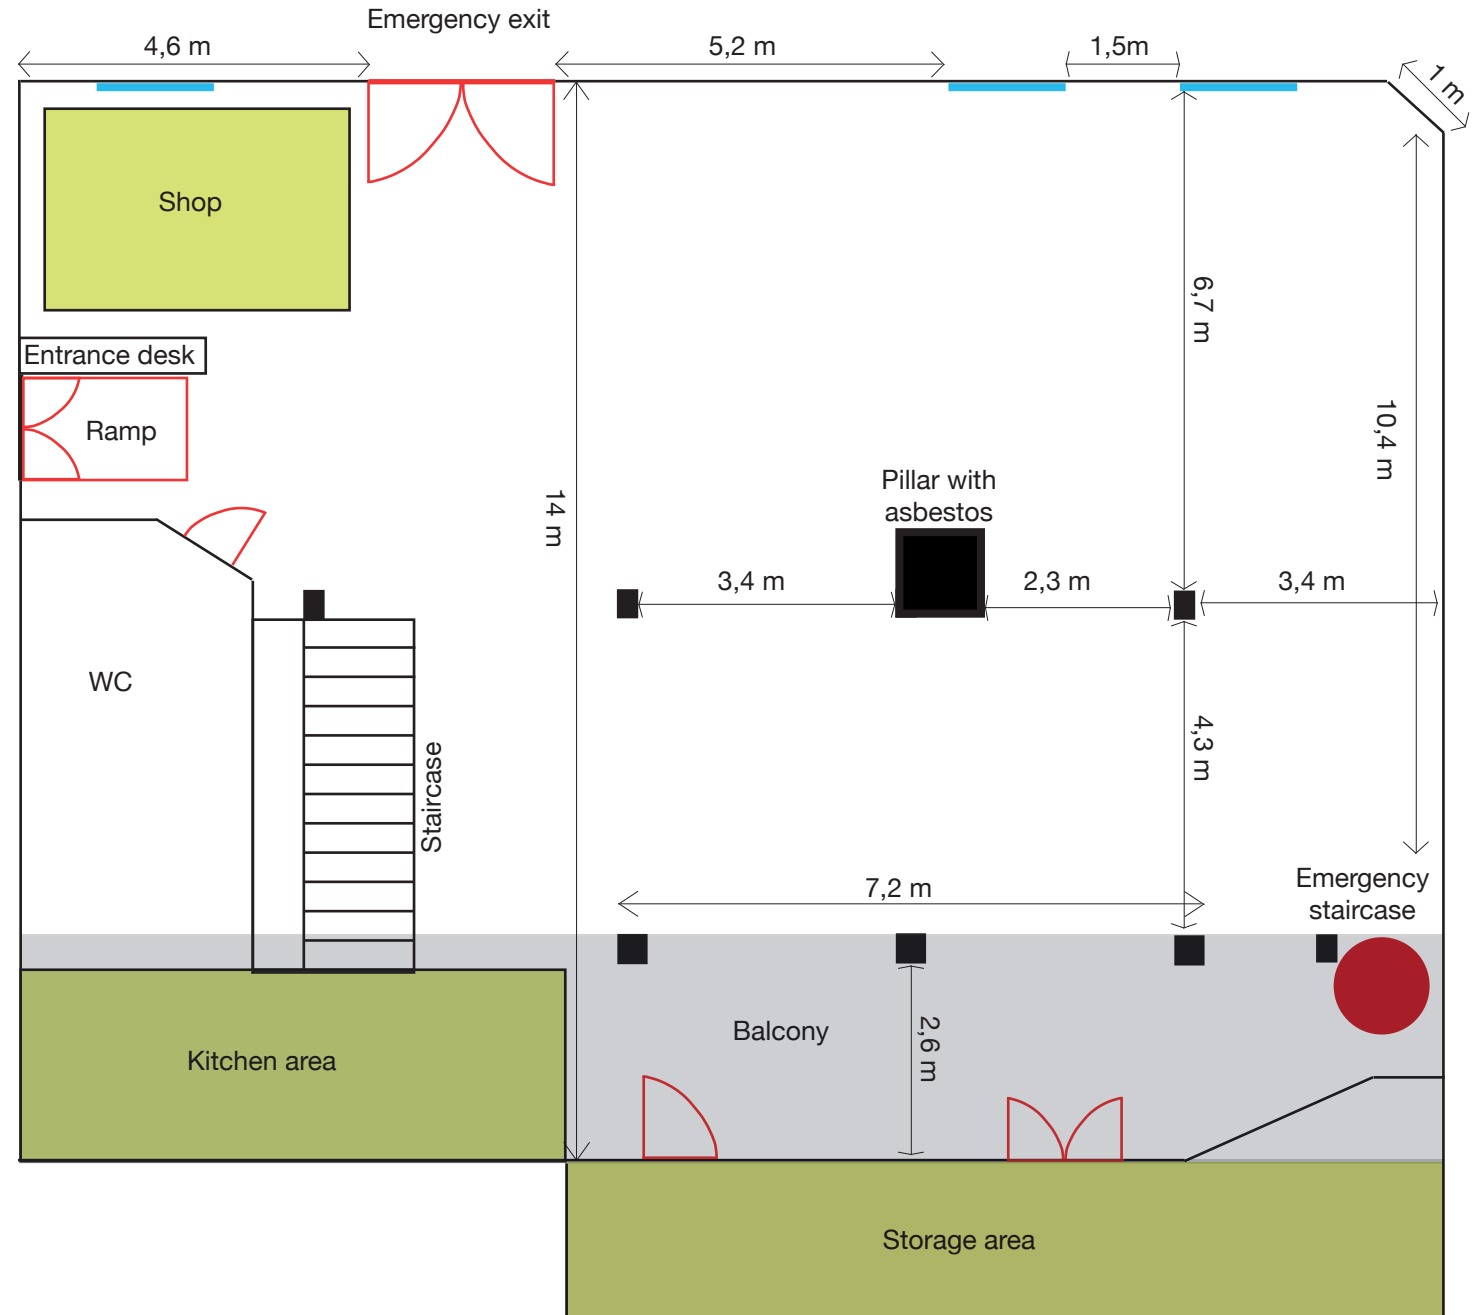 Emergency exit
4,6 m
5,2 m
1,5m
1 m
Shop
6,7 m
Entrance desk
Ramp
10,4 m
Pillar with
asbestos
14 m
3,4 m
2,3 m
3,4 m
WC
4,3 m
Staircase
7,2 m
Emergency
staircase
Balcony
2,6 m
Kitchen area
Storage area